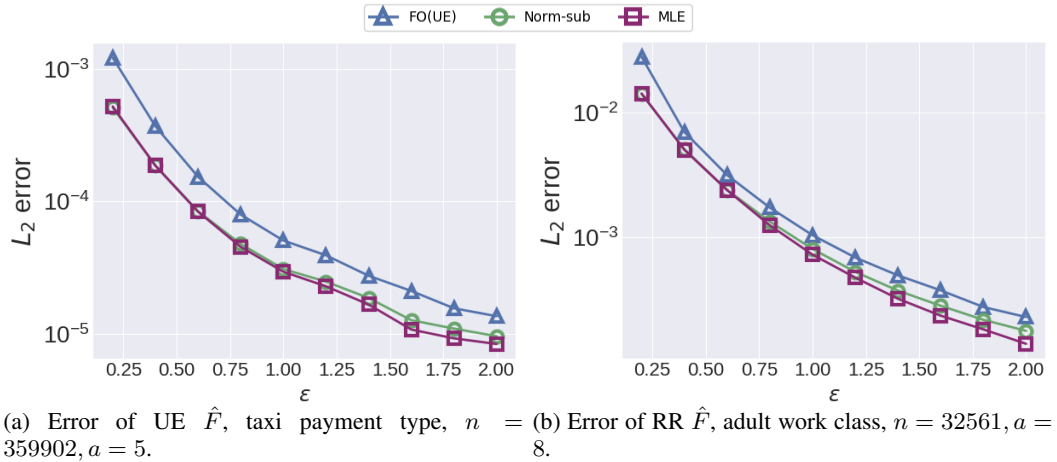 FO(UE) Norm-sub MLE
10⁻³
10⁻⁴
10⁻⁵
L₂ error
0.25 0.50 0.75 1.00 1.25 1.50 1.75 2.00
ε
10⁻²
10⁻³
L₂ error
0.25 0.50 0.75 1.00 1.25 1.50 1.75 2.00
ε
(a) Error of UE F̂, taxi payment type, n =
359902, a = 5.
(b) Error of RR F̂, adult work class, n = 32561, a =
8.